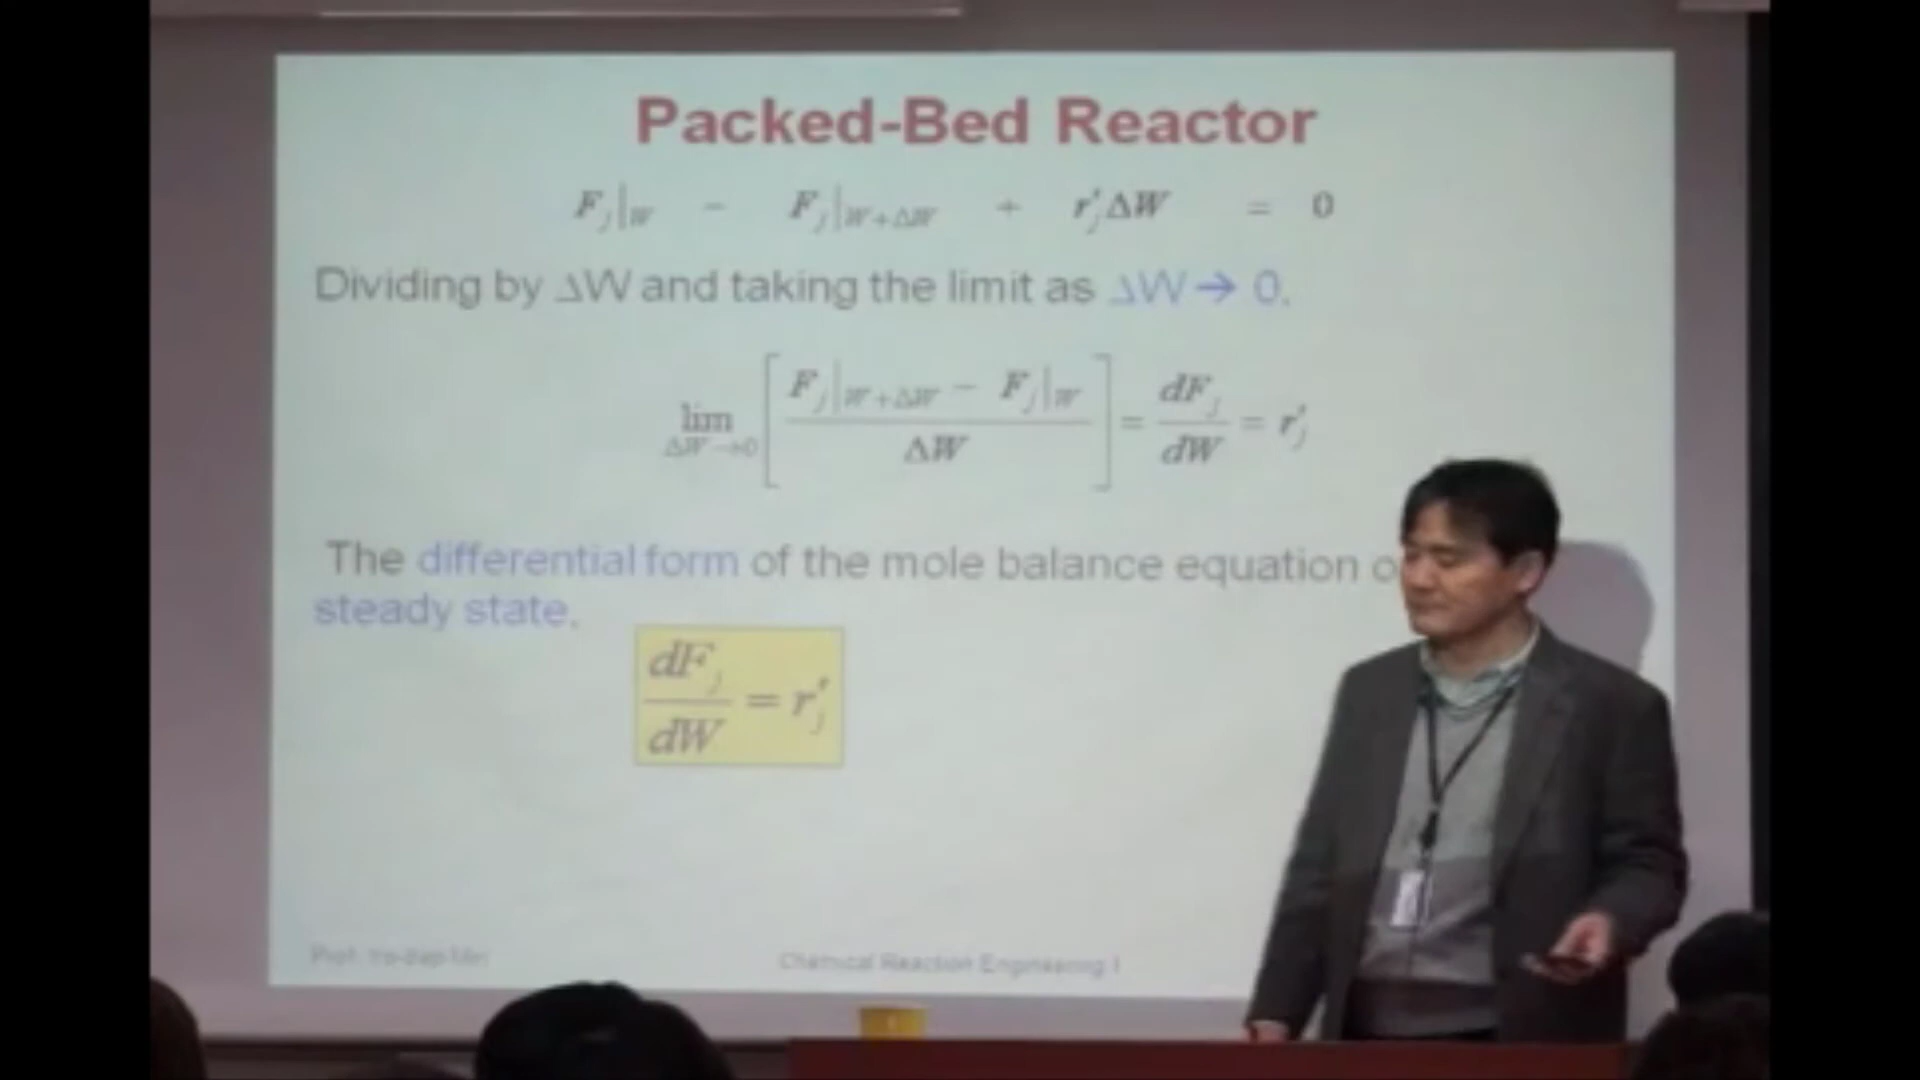 Packed-Bed Reactor
F_j|_W − F_j|_{W+ΔW} + r'_j ΔW = 0
Dividing by ΔW and taking the limit as ΔW → 0,
lim_{ΔW→0} [ (F_j|_{W+ΔW} − F_j|_W) / ΔW ] = dF_j/dW = r'_j
The differential form of the mole balance equation
steady state,
dF_j/dW = r'_j
Prof.
Chemical Reaction Engineering I